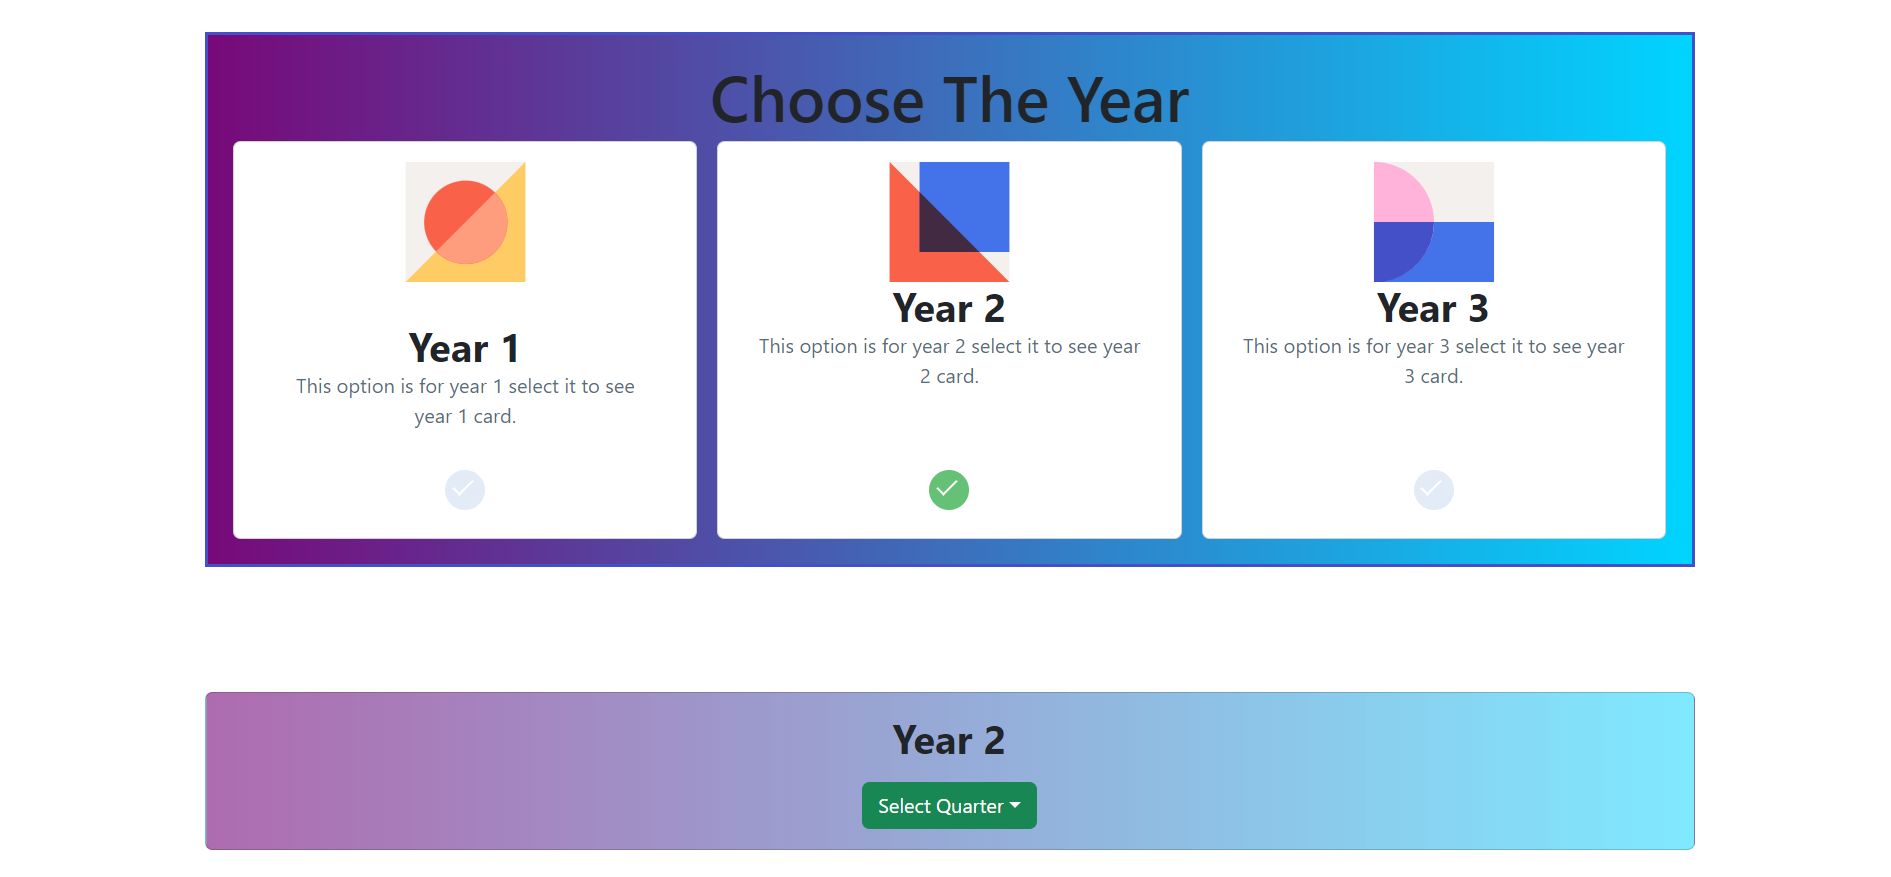 Choose The Year
Year 1
This option is for year 1 select it to see
year 1 card.
Year 2
This option is for year 2 select it to see year
2 card.
Year 3
This option is for year 3 select it to see year
3 card.
Year 2
Select Quarter